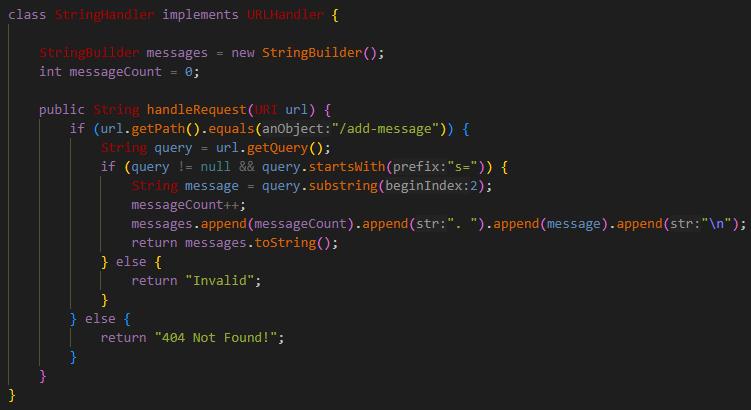 class StringHandler implements URLHandler {
StringBuilder messages = new StringBuilder();
int messageCount = 0;
public String handleRequest(URI url) {
if (url.getPath().equals(anObject:"/add-message")) {
String query = url.getQuery();
if (query != null && query.startsWith(prefix:"s=")) {
String message = query.substring(beginIndex:2);
messageCount++;
messages.append(messageCount).append(str:". ").append(message).append(str:"\n");
return messages.toString();
} else {
return "Invalid";
}
} else {
return "404 Not Found!";
}
}
}